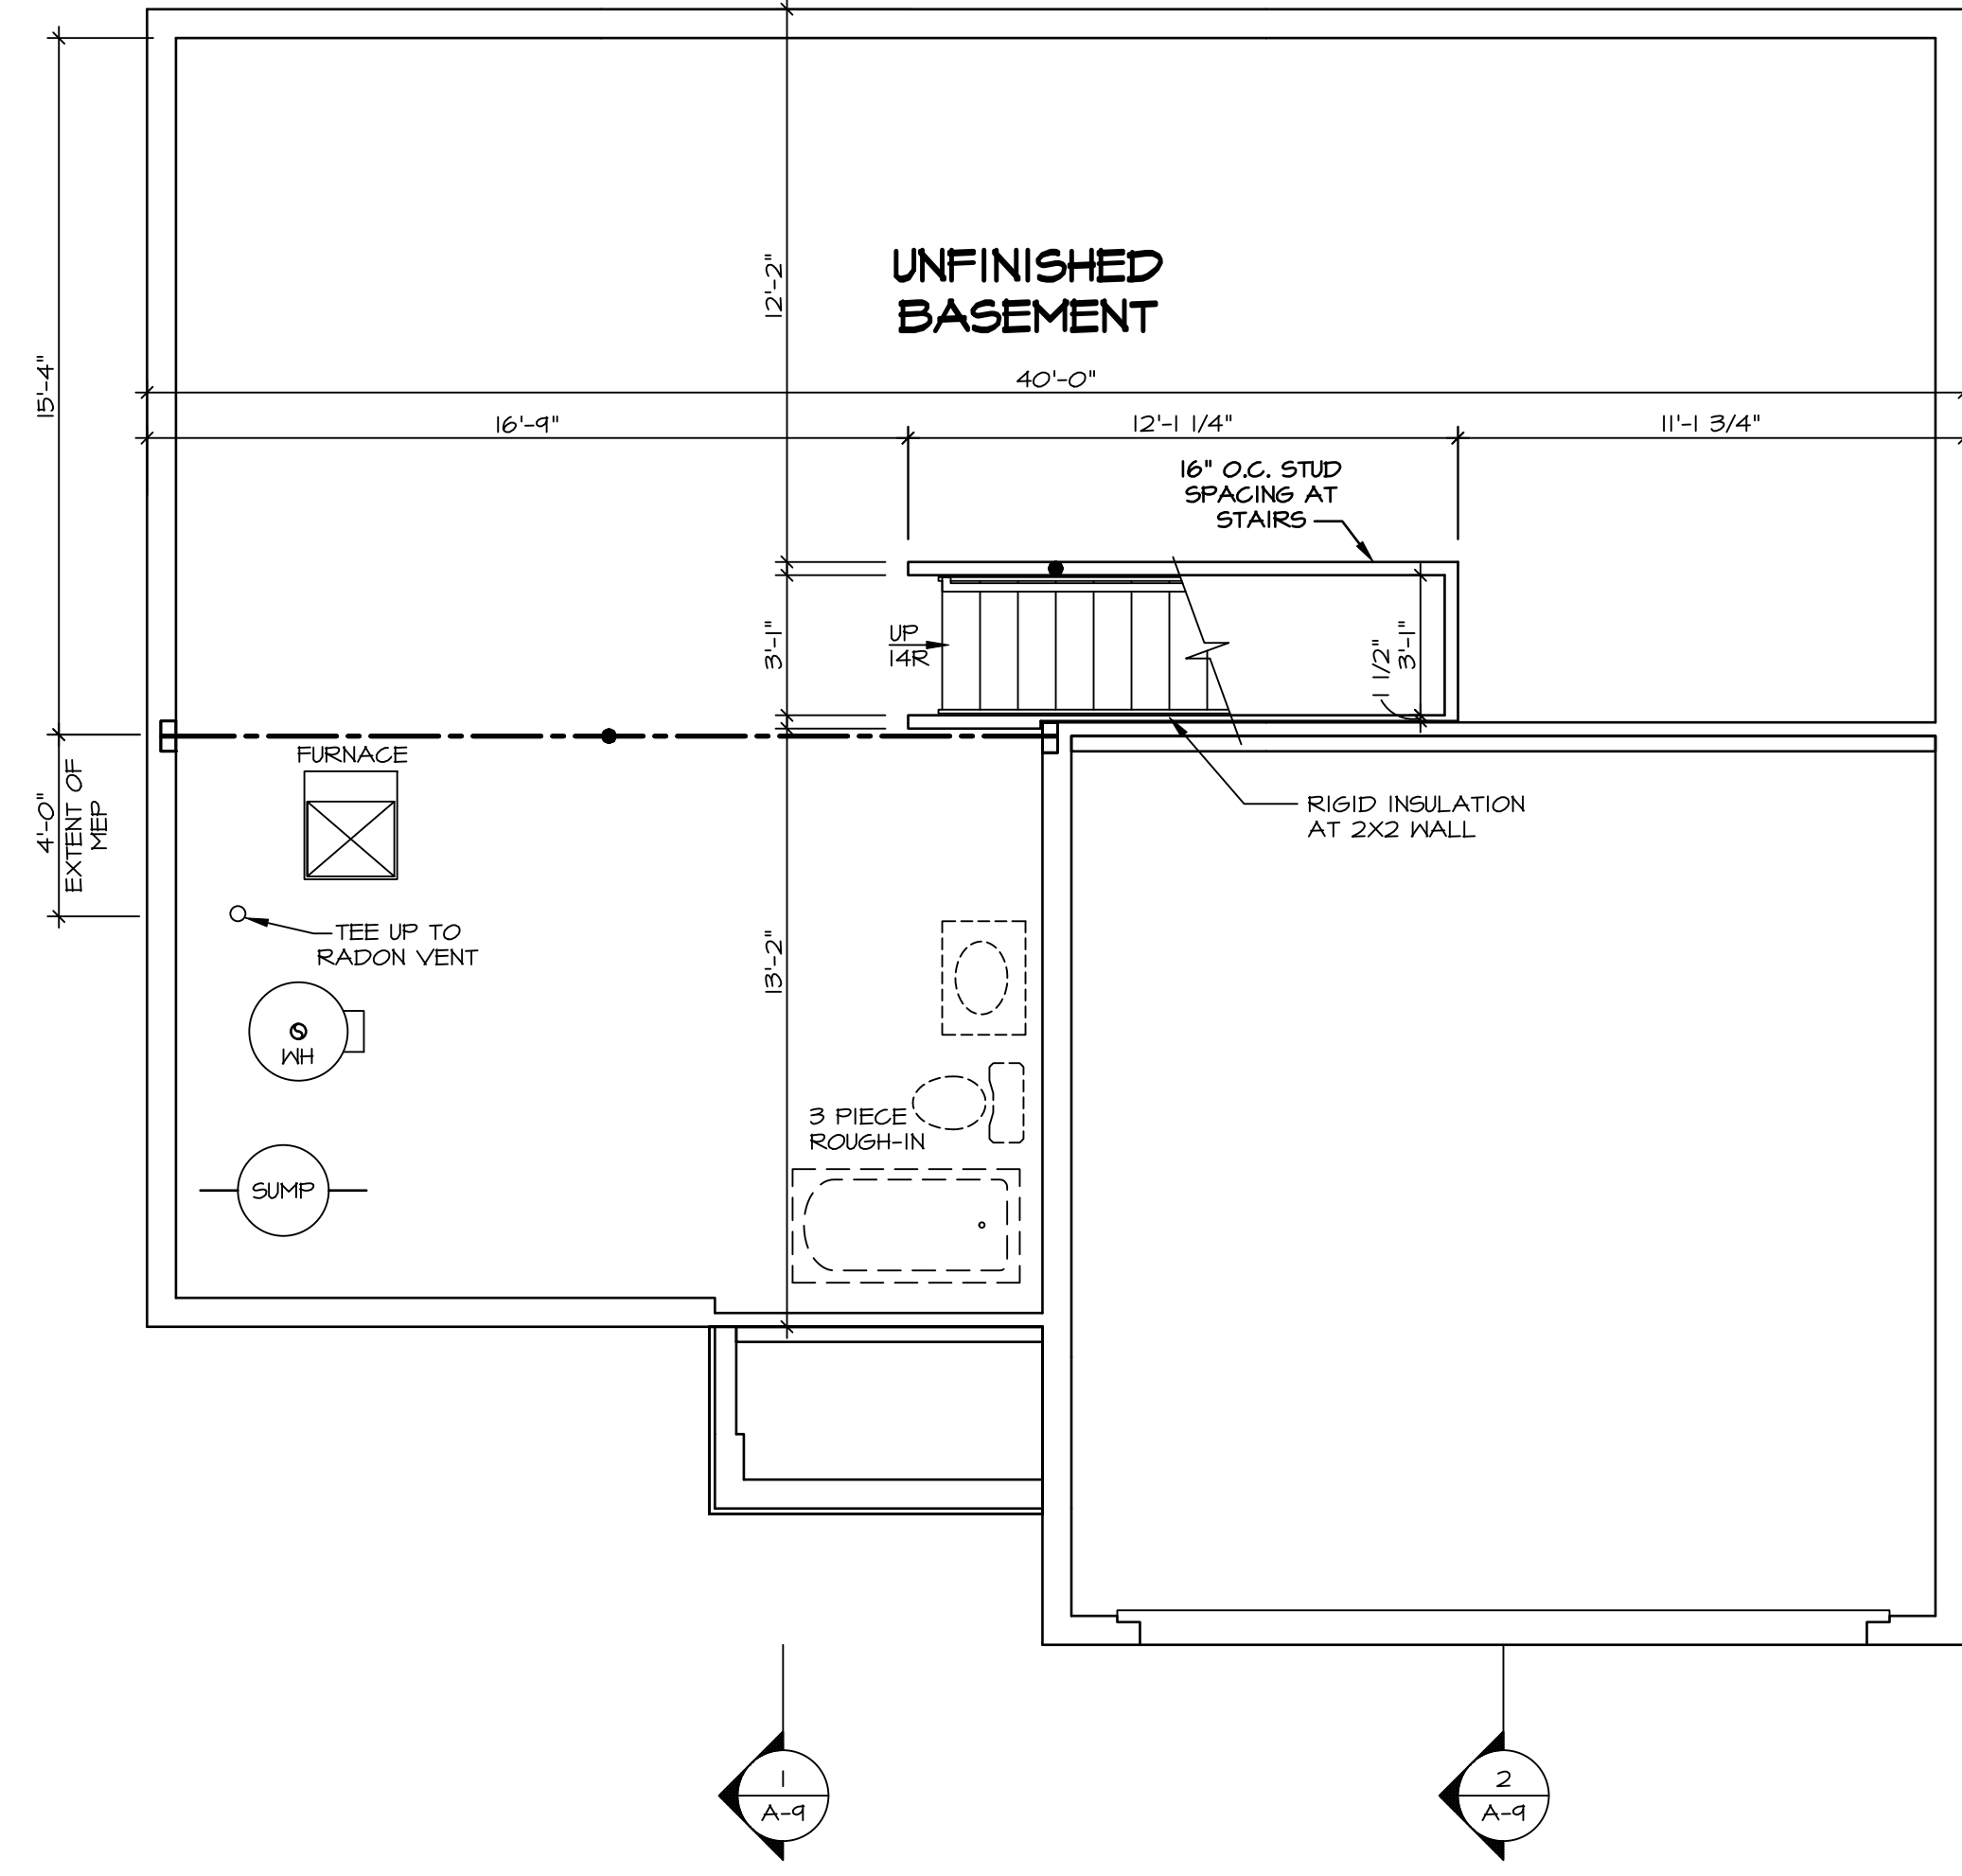 UNFINISHED
BASEMENT
12'-2"
15'-4"
40'-0"
16'-9"
12'-1 1/4"
11'-1 3/4"
16" O.C. STUD
SPACING AT
STAIRS
3'-1"
UP
14R
1 1/2"
3'-1"
FURNACE
4'-0"
EXTENT OF
MEP
RIGID INSULATION
AT 2X2 WALL
TEE UP TO
RADON VENT
13'-2"
WH
3 PIECE
ROUGH-IN
SUMP
1
A-9
2
A-9